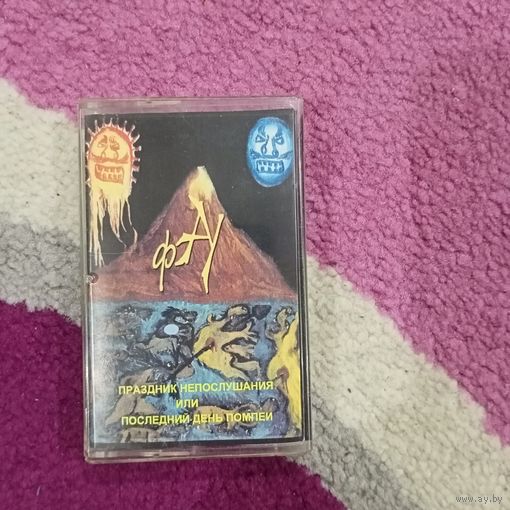 фАУ
ПРАЗДНИК НЕПОСЛУШАНИЯ
ИЛИ
ПОСЛЕДНИЙ ДЕНЬ ПОМПЕИ
www.ay.by